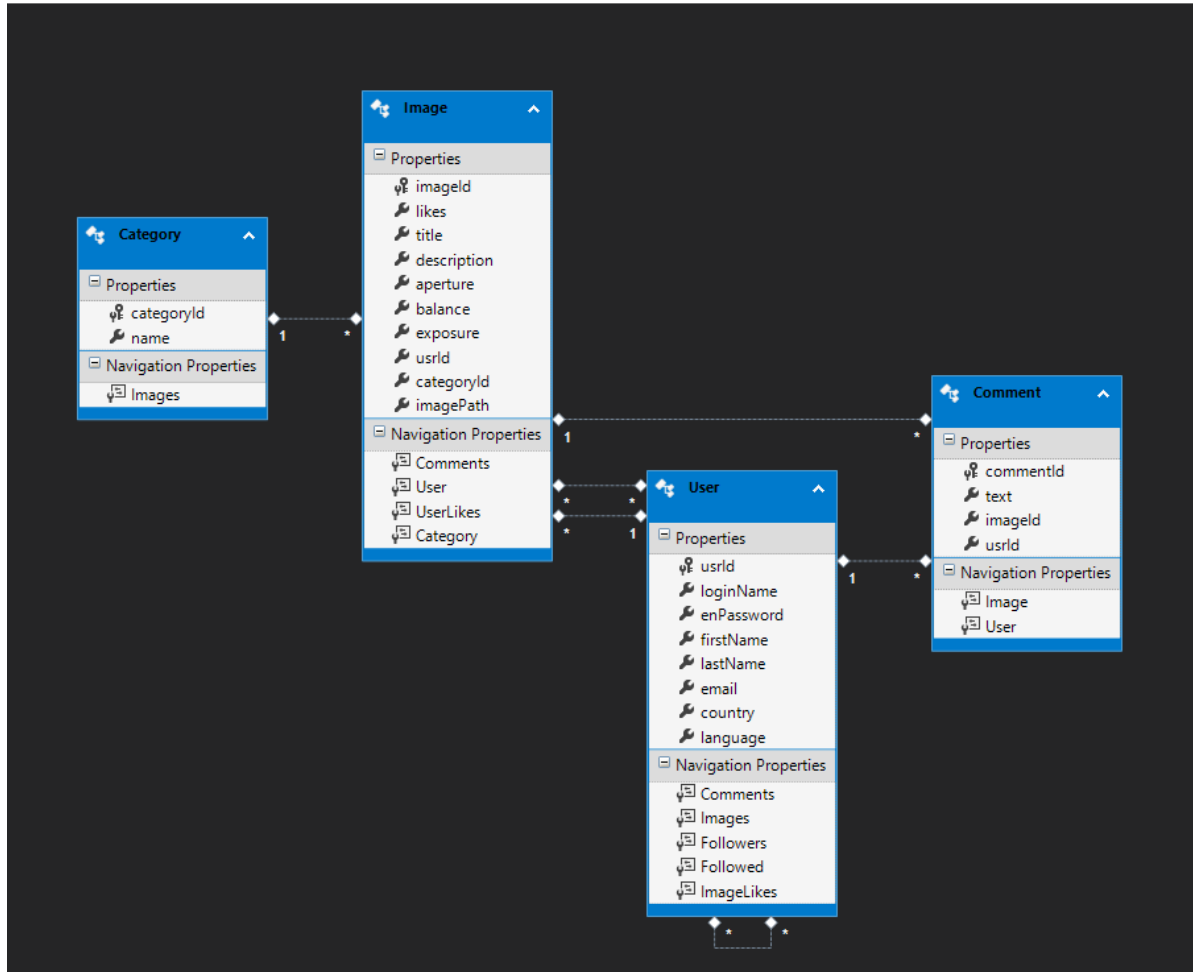 Image
Properties
imageId
likes
title
description
aperture
balance
exposure
usrId
categoryId
imagePath
Navigation Properties
Comments
User
UserLikes
Category
Category
Properties
categoryId
name
Navigation Properties
Images
1
*
1
*
*
*
*
1
User
Properties
usrId
loginName
enPassword
firstName
lastName
email
country
language
Navigation Properties
Comments
Images
Followers
Followed
ImageLikes
*
*
1
*
Comment
Properties
commentId
text
imageId
usrId
Navigation Properties
Image
User